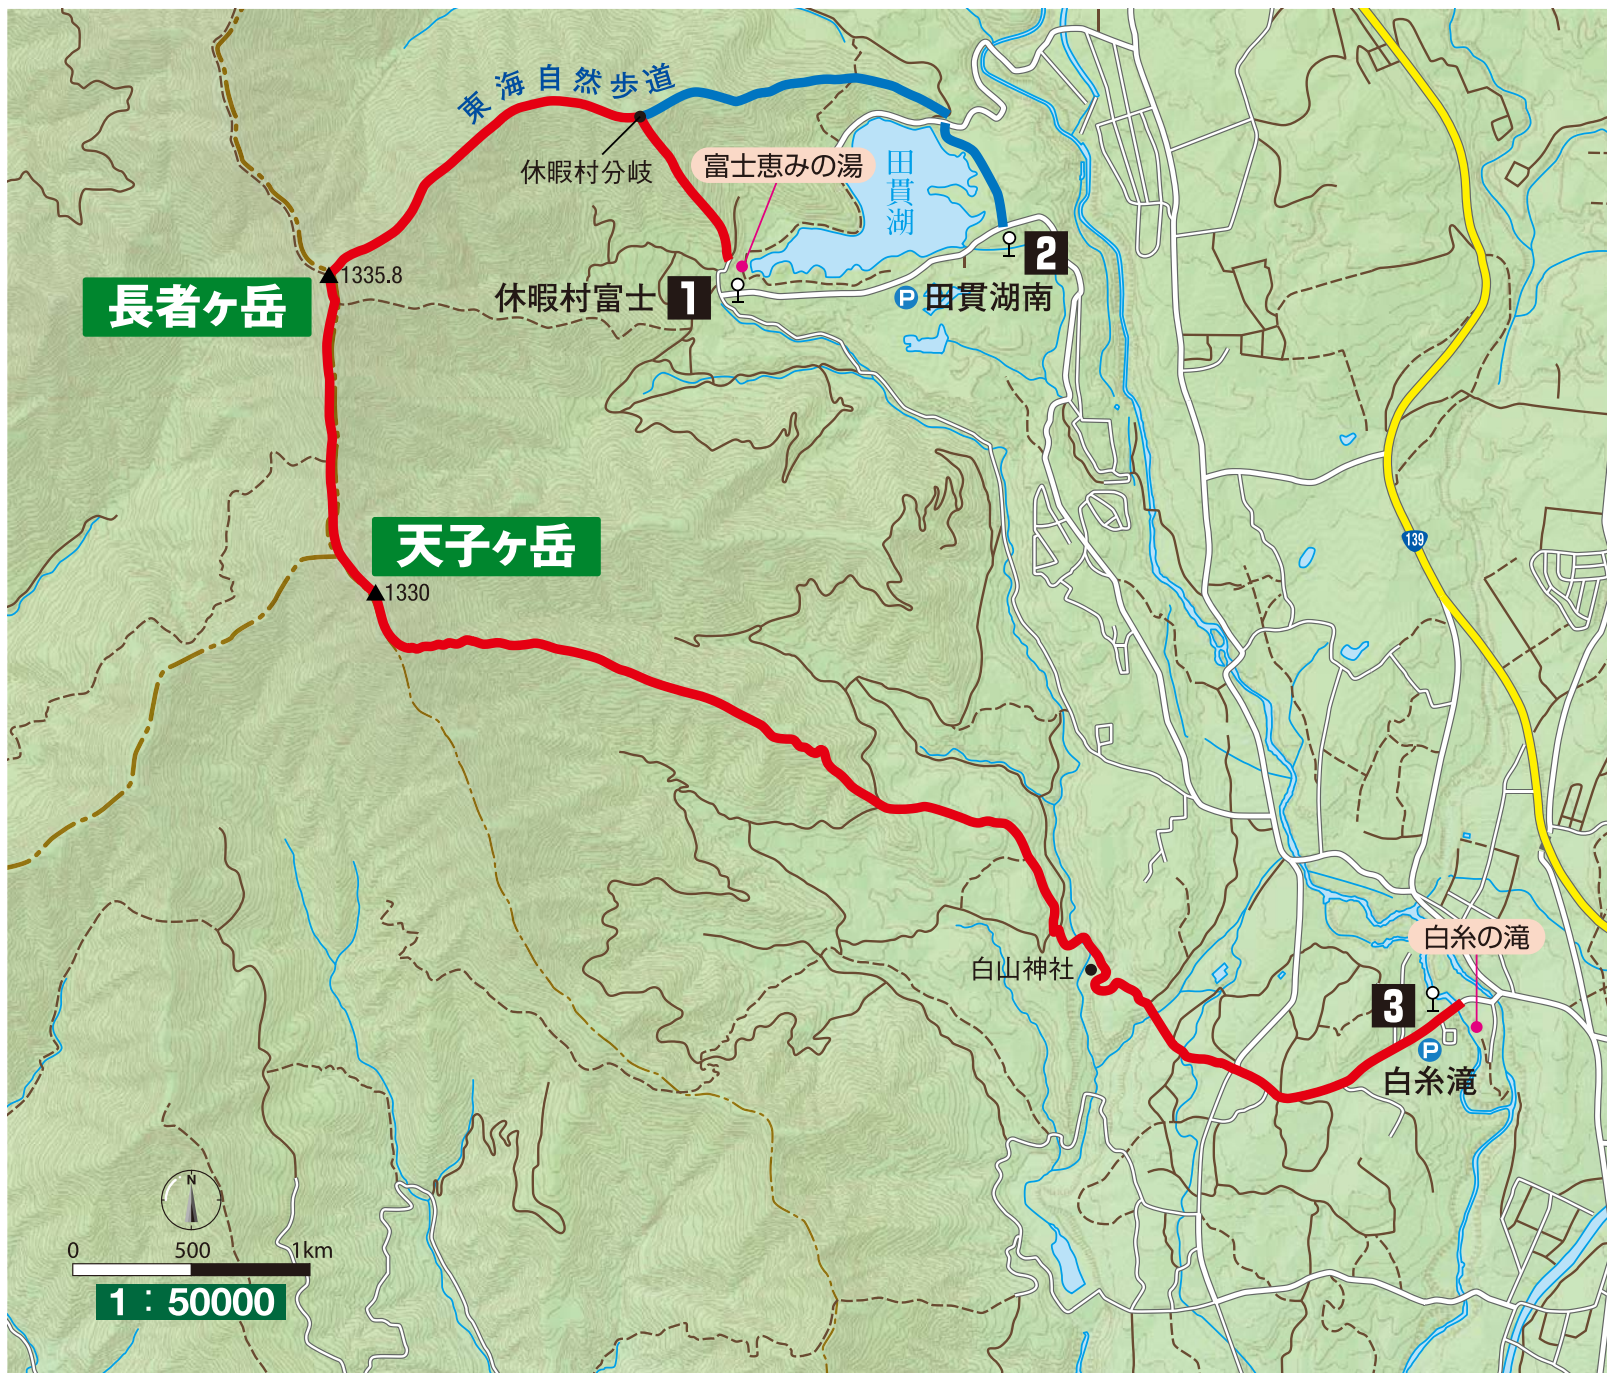 東海自然歩道
休暇村分岐
富士恵みの湯
田貫湖
1335.8
長者ヶ岳
休暇村富士
1
2
P
田貫湖南
139
天子ヶ岳
1330
白糸の滝
白山神社
3
P
白糸滝
N
0 500 1km
1:50000